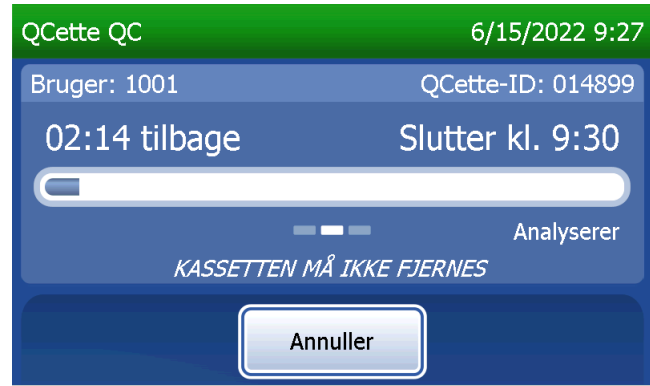 QCette QC 6/15/2022 9:27
Bruger: 1001 QCette-ID: 014899
02:14 tilbage Slutter kl. 9:30
Analyserer
KASSETTEN MÅ IKKE FJERNES
Annuller